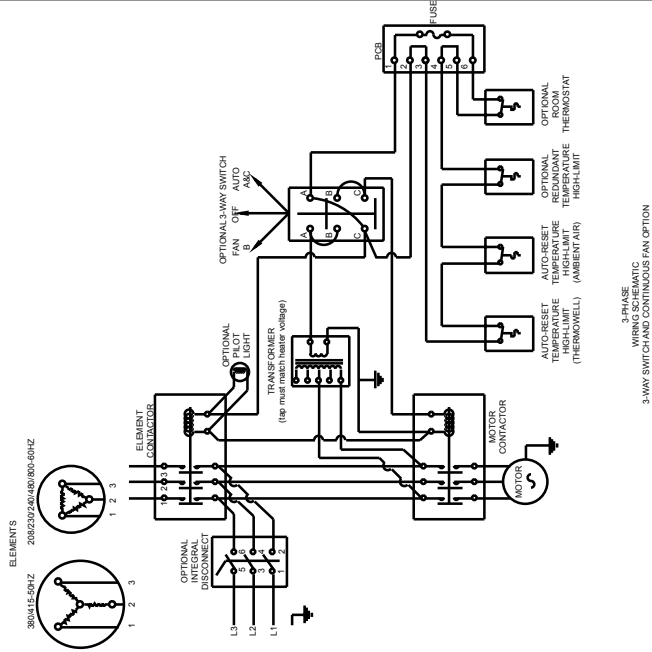 ELEMENTS
380/415-50HZ
1
2
3
208/230/240/480/600-60HZ
1
2
3
OPTIONAL
INTEGRAL
DISCONNECT
L3
L2
L1
5
6
3
4
1
2
ELEMENT
CONTACTOR
1
2
3
OPTIONAL
PILOT
LIGHT
TRANSFORMER
(tap must match heater voltage)
MOTOR
CONTACTOR
MOTOR
OPTIONAL 3-WAY SWITCH
FAN
B
OFF
AUTO
A&C
A
B
C
A
B
C
PCB
FUSE
1
2
3
4
5
6
AUTO-RESET
TEMPERATURE
HIGH-LIMIT
(THERMOWELL)
AUTO-RESET
TEMPERATURE
HIGH-LIMIT
(AMBIENT AIR)
OPTIONAL
REDUNDANT
TEMPERATURE
HIGH-LIMIT
OPTIONAL
ROOM
THERMOSTAT
3-PHASE
WIRING SCHEMATIC
3-WAY SWITCH AND CONTINUOUS FAN OPTION